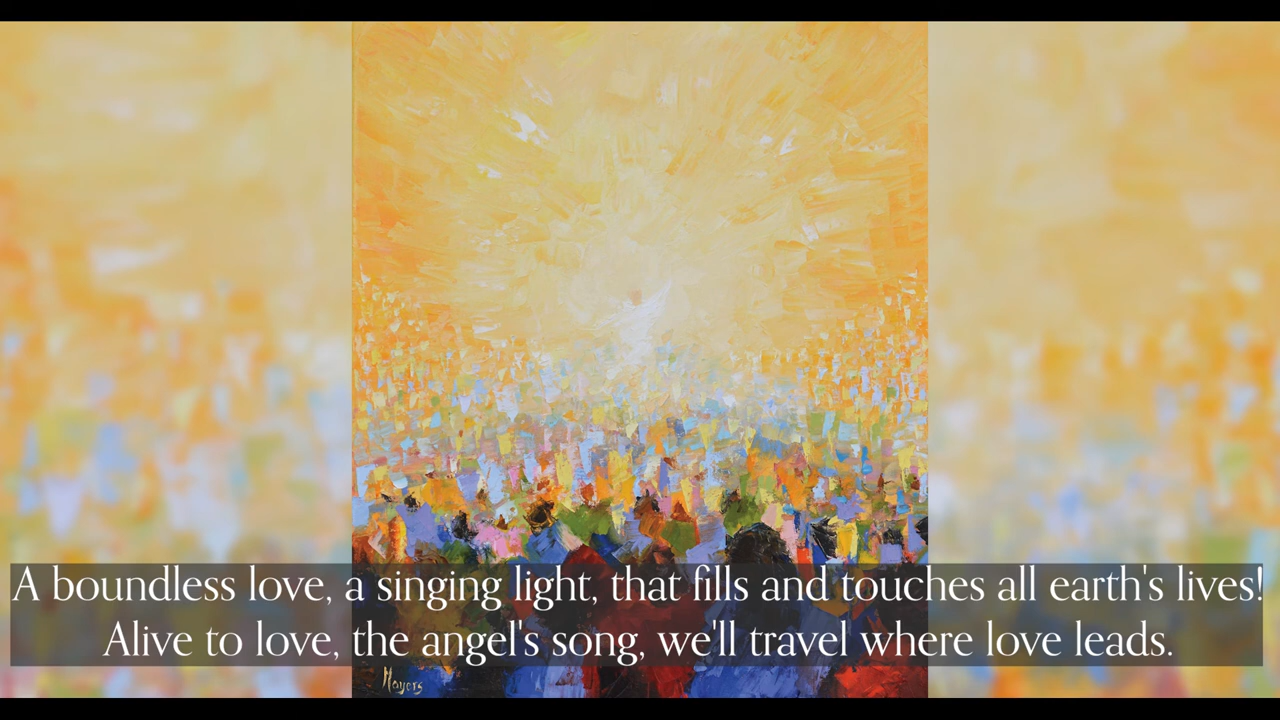 A boundless love, a singing light, that fills and touches all earth's lives!
Alive to love, the angel's song, we'll travel where love leads.
Mayers